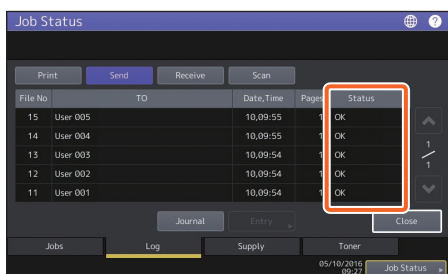 Job Status
?
Print Send Receive Scan
File No TO Date,Time Pages Status
15 User 005 10,09:55 1 OK
14 User 004 10,09:55 1 OK
13 User 003 10,09:54 1 OK
12 User 002 10,09:54 1 OK
11 User 001 10,09:54 1 OK
1
1
Journal Entry Close
Jobs Log Supply Toner
05/10/2016
09:27 Job Status